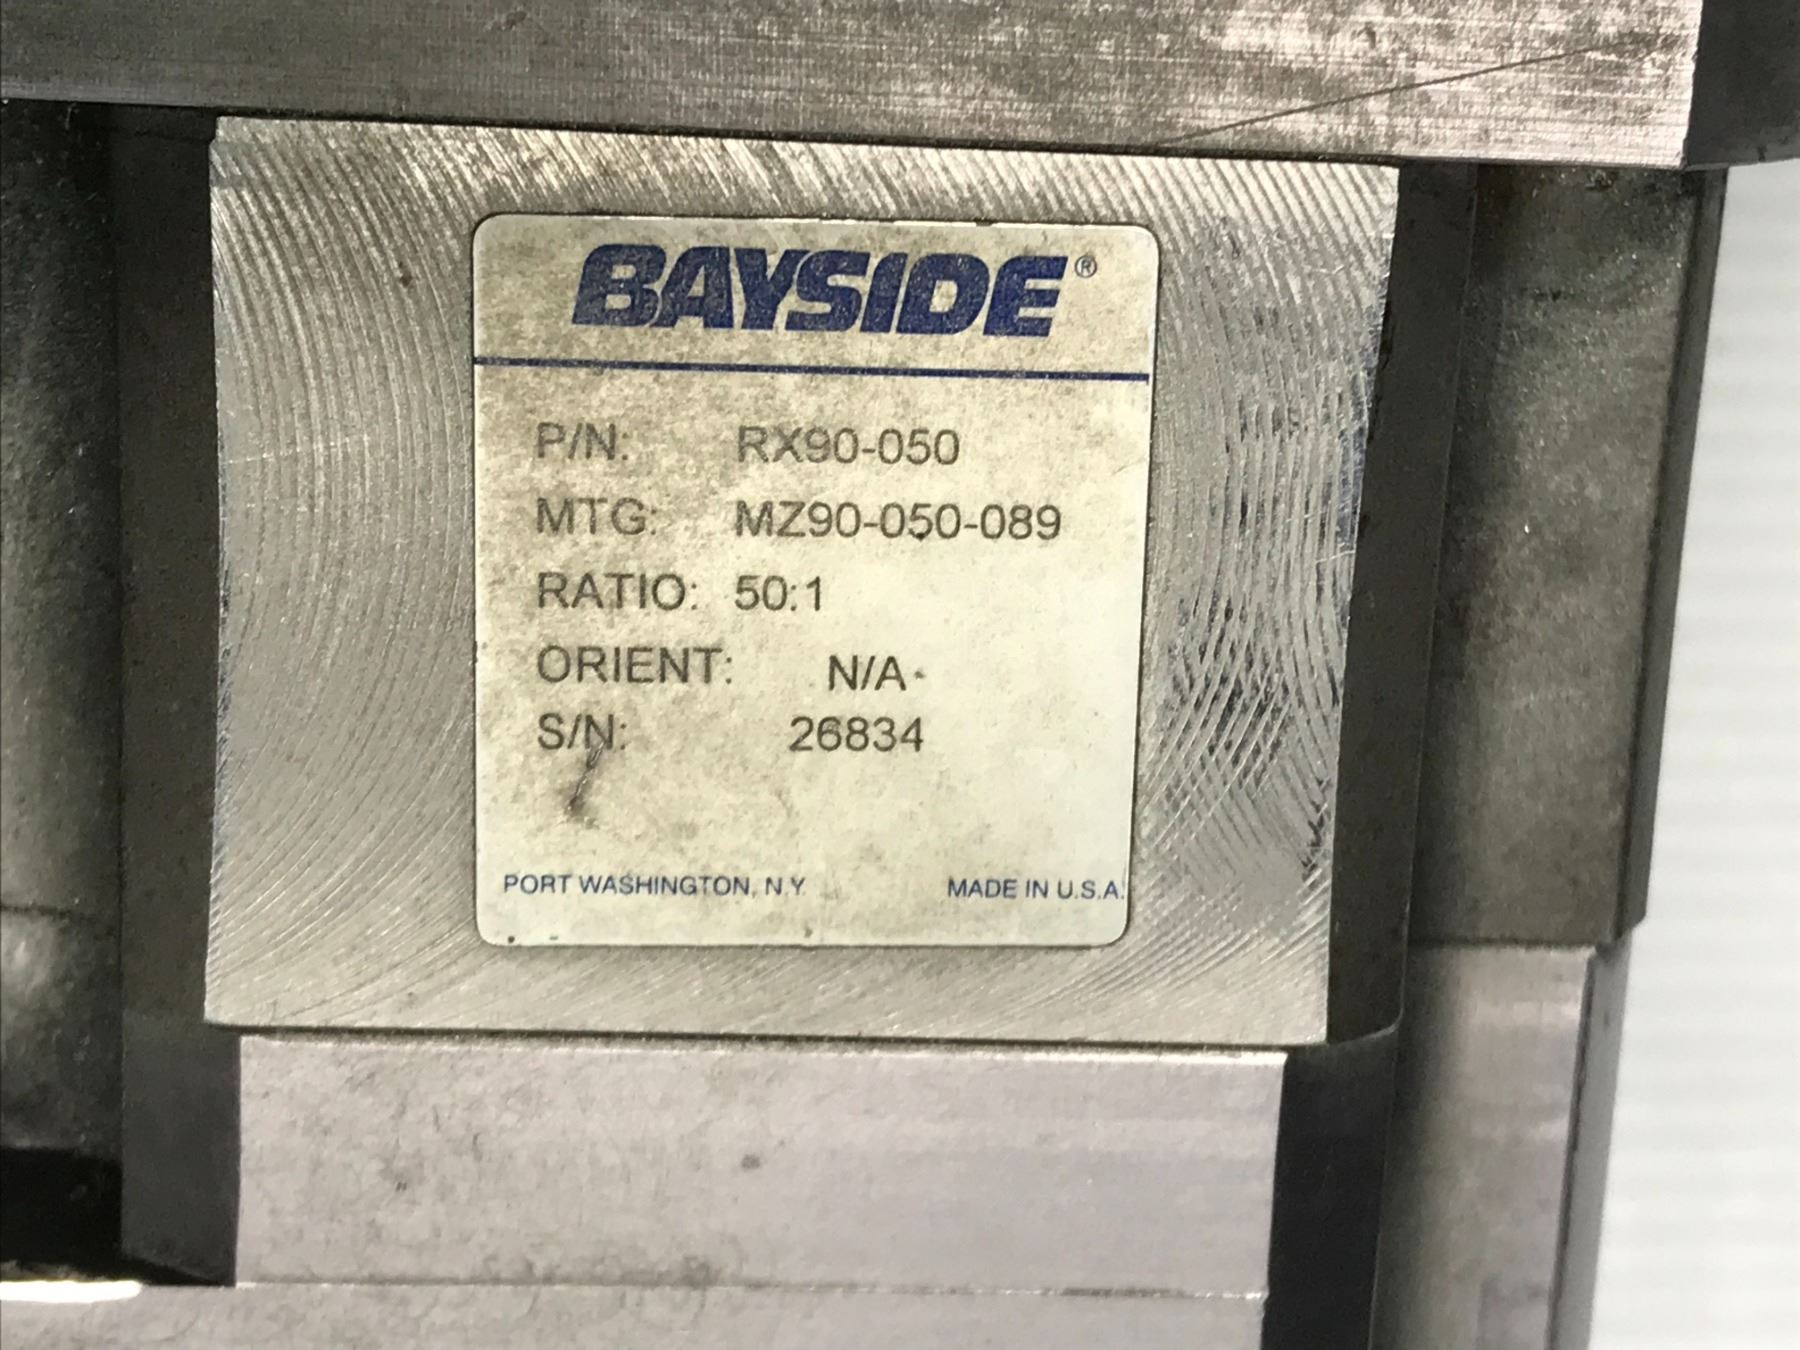 BAYSIDE®
P/N: RX90-050
MTG: MZ90-050-089
RATIO: 50:1
ORIENT: N/A
S/N: 26834
PORT WASHINGTON, N.Y. MADE IN U.S.A.